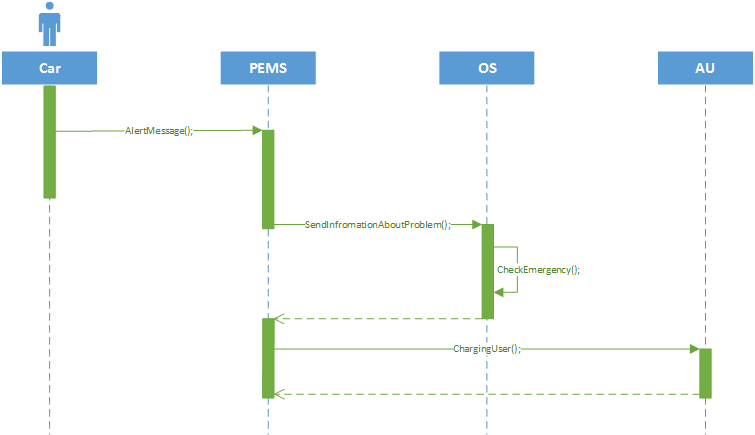 Car
PEMS
OS
AU
AlertMessage();
SendInfromationAboutProblem();
CheckEmergency();
ChargingUser();